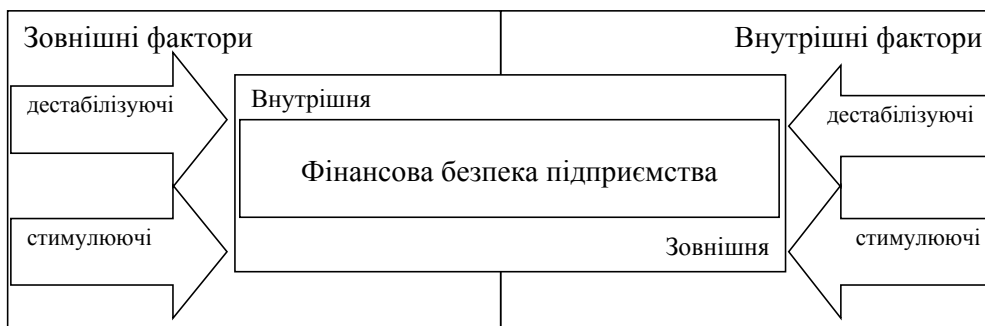 Зовнішні фактори
Внутрішні фактори
дестабілізуючі
Внутрішня
дестабілізуючі
Фінансова безпека підприємства
стимулюючі
Зовнішня
стимулюючі